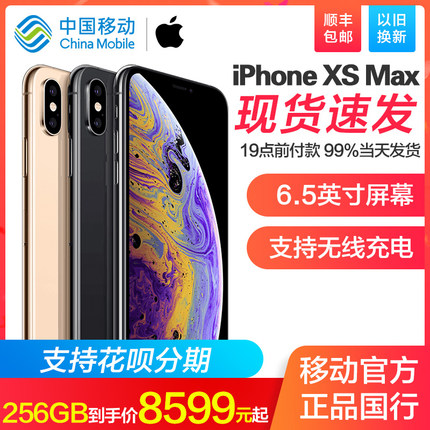 中国移动
China Mobile
顺丰
包邮
以旧
换新
iPhone XS Max
现货速发
19点前付款 99%当天发货
6.5英寸屏幕
支持无线充电
支持花呗分期
256GB到手价8599元起
移动官方
正品国行